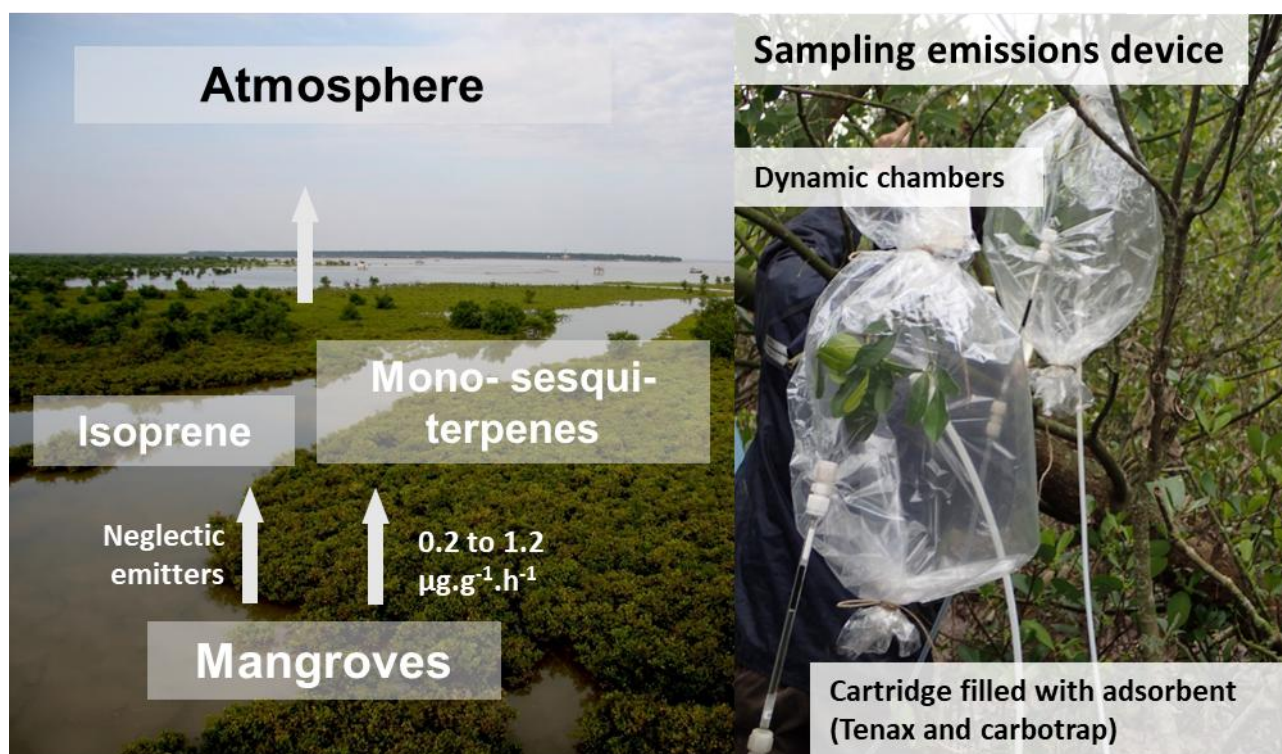 Atmosphere
Isoprene
Mono- sesqui-
terpenes
Neglectic
emitters
0.2 to 1.2
µg.g⁻¹.h⁻¹
Mangroves
Sampling emissions device
Dynamic chambers
Cartridge filled with adsorbent
(Tenax and carbotrap)